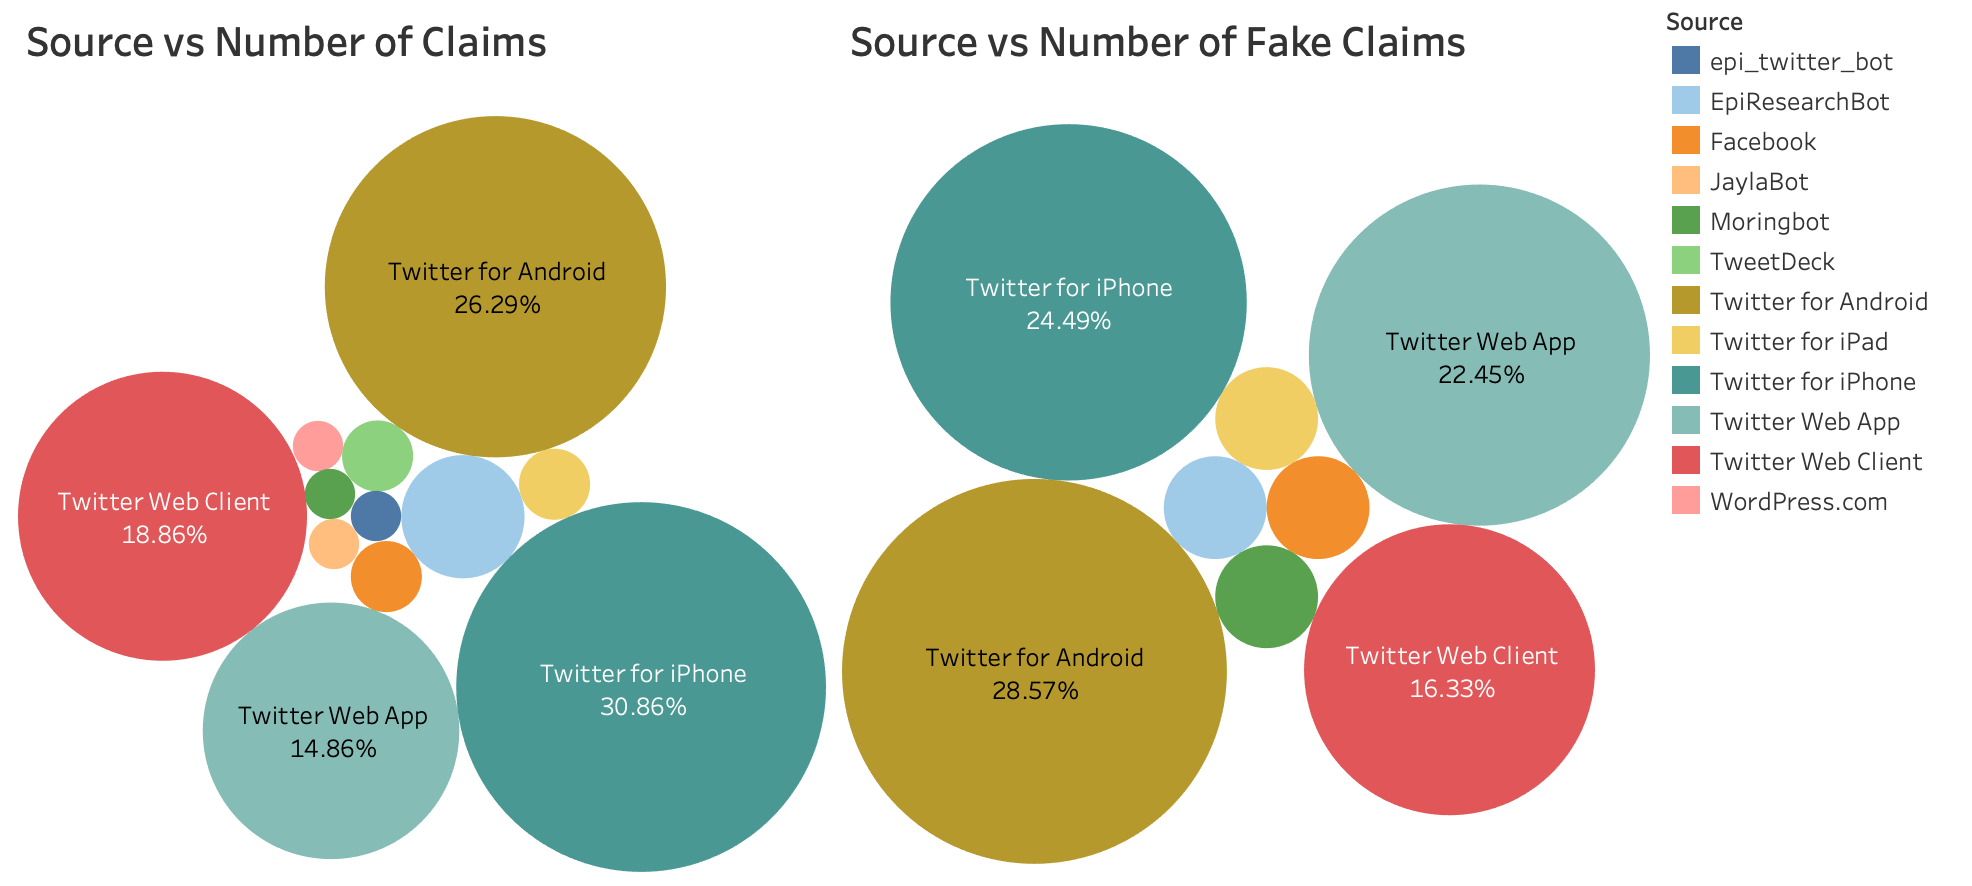 Source vs Number of Claims
Twitter for Android
26.29%
Twitter Web Client
18.86%
Twitter for iPhone
30.86%
Twitter Web App
14.86%
Source vs Number of Fake Claims
Twitter for iPhone
24.49%
Twitter Web App
22.45%
Twitter for Android
28.57%
Twitter Web Client
16.33%
Source
epi_twitter_bot
EpiResearchBot
Facebook
JaylaBot
Moringbot
TweetDeck
Twitter for Android
Twitter for iPad
Twitter for iPhone
Twitter Web App
Twitter Web Client
WordPress.com